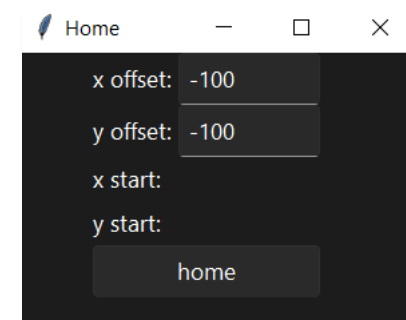 Home
x offset: -100
y offset: -100
x start:
y start:
home